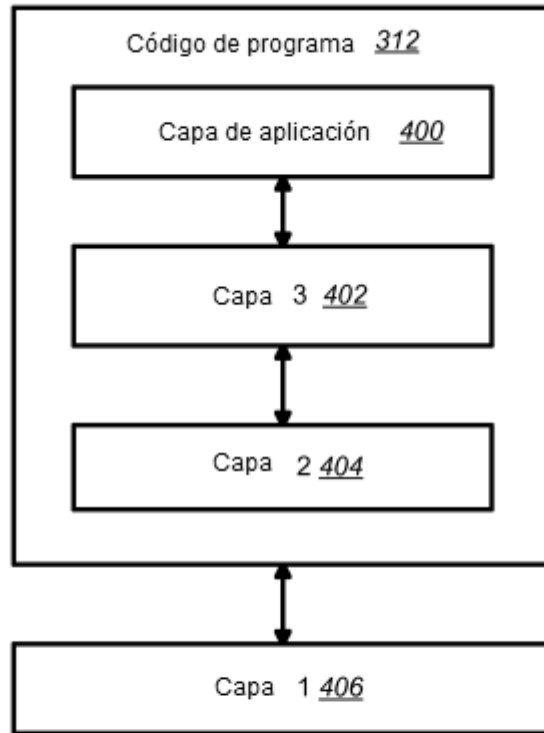 Código de programa 312
Capa de aplicación 400
Capa 3 402
Capa 2 404
Capa 1 406